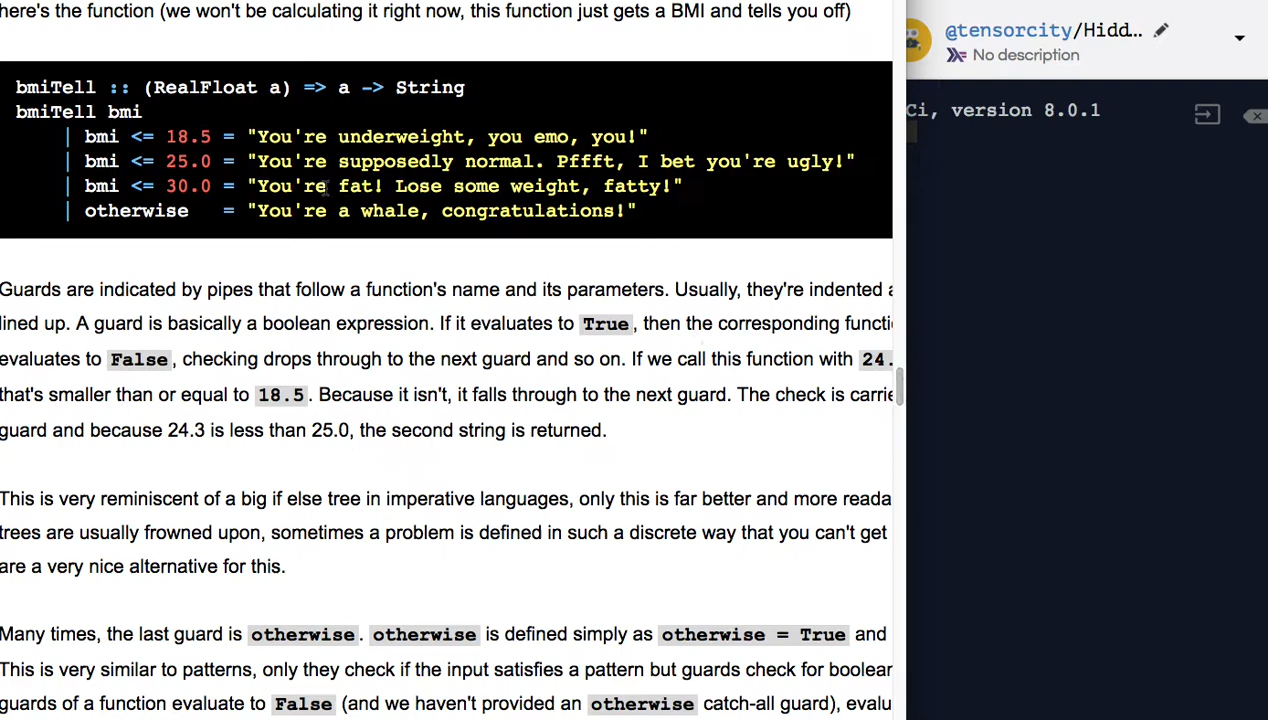 here's the function (we won't be calculating it right now, this function just gets a BMI and tells you off)
bmiTell :: (RealFloat a) => a -> String
bmiTell bmi
| bmi <= 18.5 = "You're underweight, you emo, you!"
| bmi <= 25.0 = "You're supposedly normal. Pffft, I bet you're ugly!"
| bmi <= 30.0 = "You're fat! Lose some weight, fatty!"
| otherwise = "You're a whale, congratulations!"
Guards are indicated by pipes that follow a function's name and its parameters. Usually, they're indented a
lined up. A guard is basically a boolean expression. If it evaluates to True, then the corresponding functi
evaluates to False, checking drops through to the next guard and so on. If we call this function with 24.
that's smaller than or equal to 18.5. Because it isn't, it falls through to the next guard. The check is carrie
guard and because 24.3 is less than 25.0, the second string is returned.
This is very reminiscent of a big if else tree in imperative languages, only this is far better and more reada
trees are usually frowned upon, sometimes a problem is defined in such a discrete way that you can't get
are a very nice alternative for this.
Many times, the last guard is otherwise. otherwise is defined simply as otherwise = True and
This is very similar to patterns, only they check if the input satisfies a pattern but guards check for boolean
guards of a function evaluate to False (and we haven't provided an otherwise catch-all guard), evalu
@tensorcity/Hidd...
No description
Ci, version 8.0.1